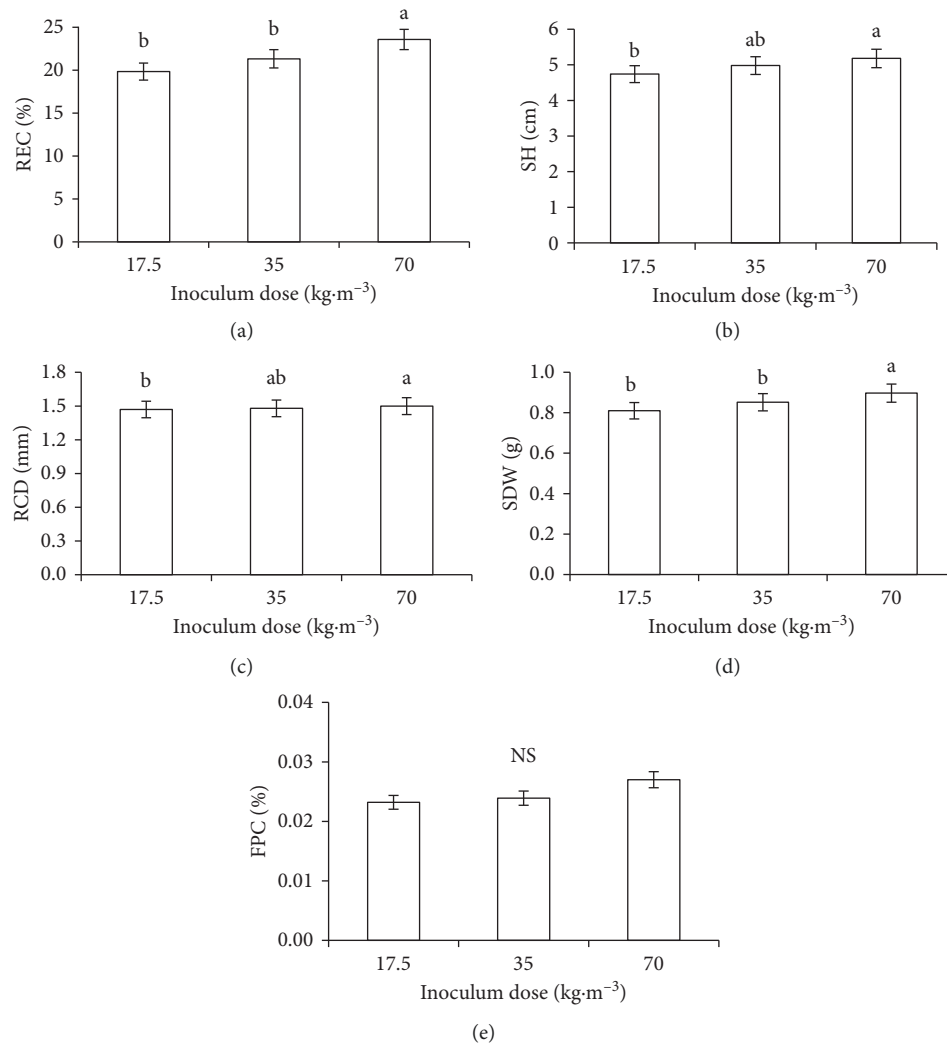 REC (%)
25
20
15
10
5
0
b
b
a
17.5
35
70
Inoculum dose (kg·m⁻³)
(a)
SH (cm)
6
5
4
3
2
1
0
b
ab
a
17.5
35
70
Inoculum dose (kg·m⁻³)
(b)
RCD (mm)
1.8
1.5
1.2
0.9
0.6
0.3
0.0
b
ab
a
17.5
35
70
Inoculum dose (kg·m⁻³)
(c)
SDW (g)
1.0
0.8
0.6
0.4
0.2
0.0
b
b
a
17.5
35
70
Inoculum dose (kg·m⁻³)
(d)
FPC (%)
0.04
0.03
0.02
0.01
0.00
NS
17.5
35
70
Inoculum dose (kg·m⁻³)
(e)